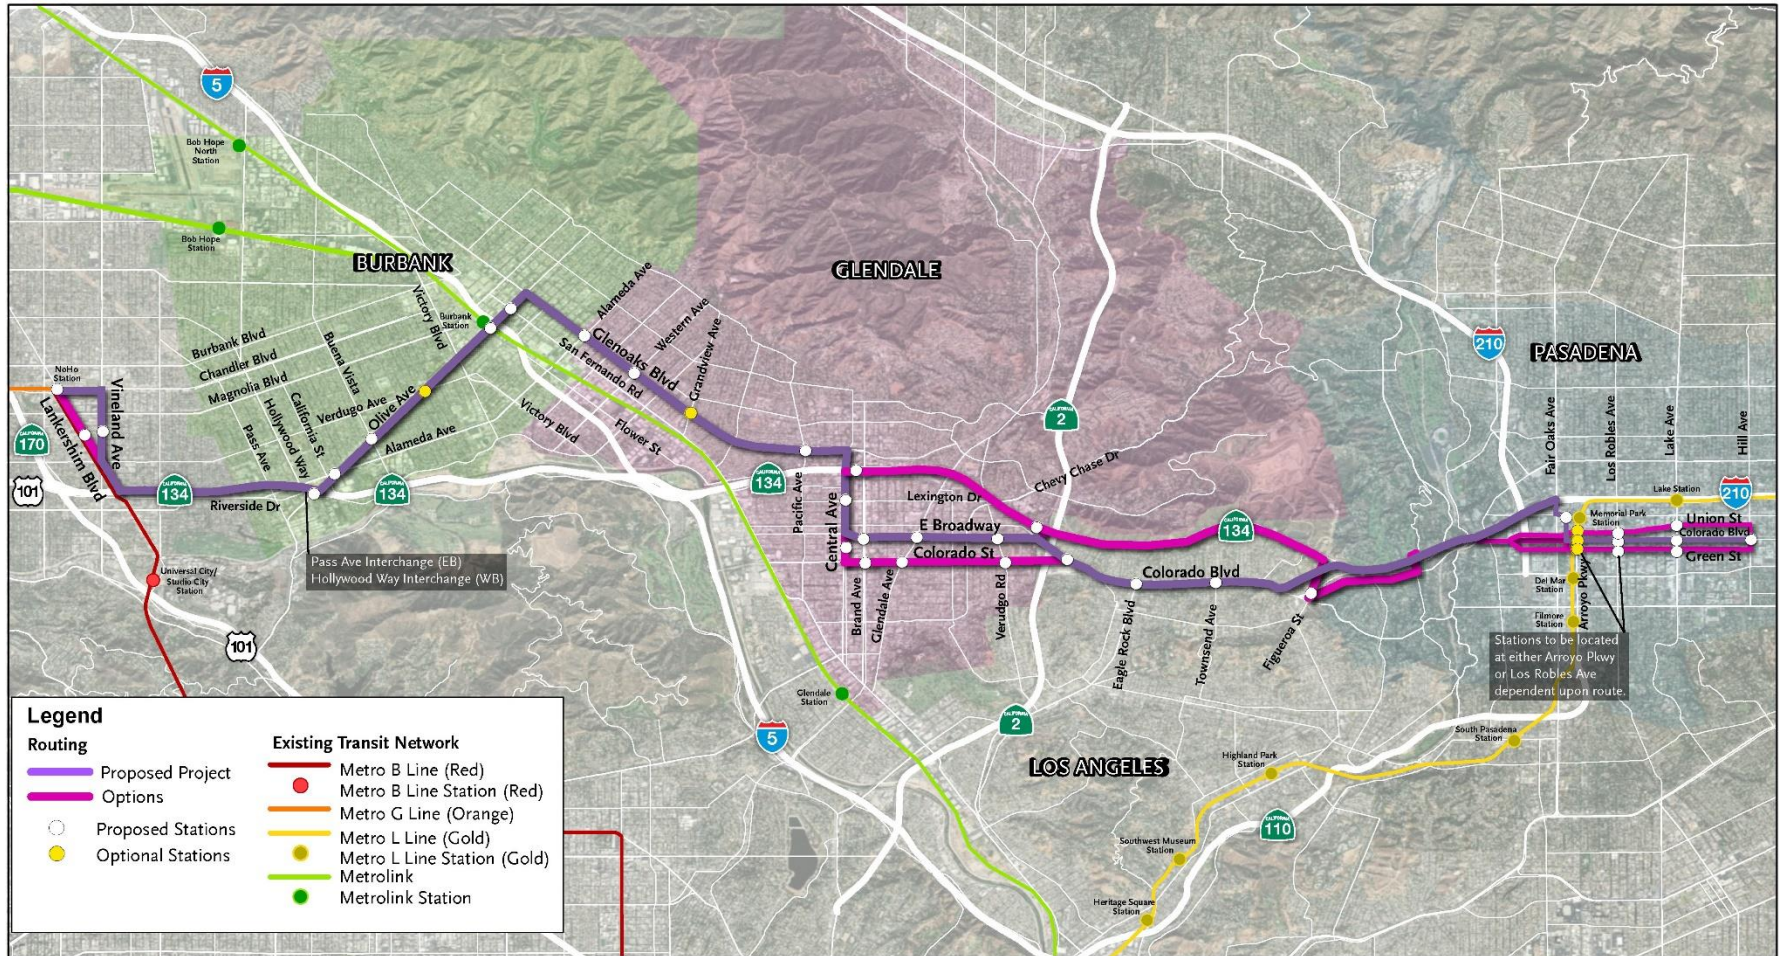 5
Bob Hope
North
Station
Bob Hope
Station
BURBANK
GLENDALE
PASADENA
LOS ANGELES
210
2
Burbank
Station
Victory Blvd
Alameda Ave
Western Ave
Grandview Ave
Glenoaks Blvd
San Fernando Rd
Burbank Blvd
Chandler Blvd
Magnolia Blvd
Buena Vista
Verdugo Ave
Olive Ave
California St
Hollywood Way
Pass Ave
Alameda Ave
Victory Blvd
Flower St
NoHo
Station
Vineland Ave
Lankershim Blvd
CALIFORNIA
170
101
CALIFORNIA
134
Riverside Dr
CALIFORNIA
134
CALIFORNIA
134
Pass Ave Interchange (EB)
Hollywood Way Interchange (WB)
Universal City/
Studio City
Station
101
Pacific Ave
Central Ave
Lexington Dr
Chevy Chase Dr
E Broadway
Colorado St
Brand Ave
Glendale Ave
Verudgo Rd
CALIFORNIA
134
Colorado Blvd
Eagle Rock Blvd
Townsend Ave
Figueroa St
Fair Oaks Ave
Los Robles Ave
Lake Ave
Hill Ave
Lake Station
210
Memorial Park
Station
Union St
Colorado Blvd
Green St
Del Mar
Station
Filmore
Station
Arroyo Pkwy
Stations to be located
at either Arroyo Pkwy
or Los Robles Ave
dependent upon route.
Glendale
Station
5
CALIFORNIA
2
South Pasadena
Station
Highland Park
Station
CALIFORNIA
110
Southwest Museum
Station
Heritage Square
Station
Legend
Routing
Proposed Project
Options
Proposed Stations
Optional Stations
Existing Transit Network
Metro B Line (Red)
Metro B Line Station (Red)
Metro G Line (Orange)
Metro L Line (Gold)
Metro L Line Station (Gold)
Metrolink
Metrolink Station